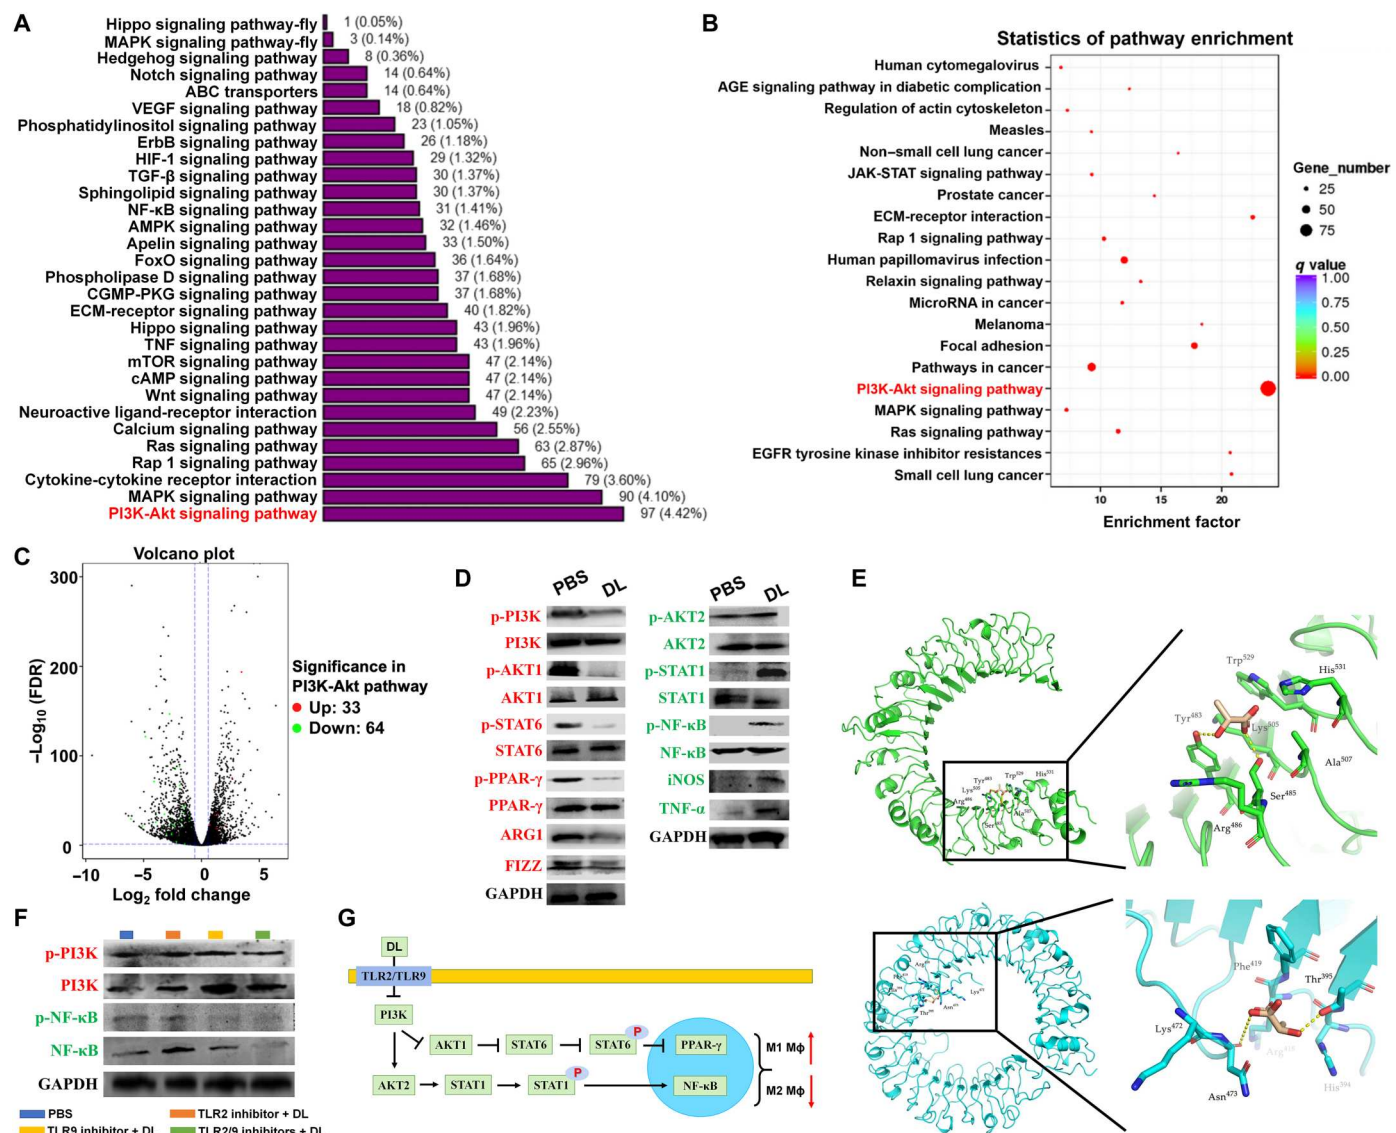 A
Hippo signaling pathway-fly 1 (0.05%)
MAPK signaling pathway-fly 3 (0.14%)
Hedgehog signaling pathway 8 (0.36%)
Notch signaling pathway 14 (0.64%)
ABC transporters 14 (0.64%)
VEGF signaling pathway 18 (0.82%)
Phosphatidylinositol signaling pathway 23 (1.05%)
ErbB signaling pathway 26 (1.18%)
HIF-1 signaling pathway 29 (1.32%)
TGF-β signaling pathway 30 (1.37%)
Sphingolipid signaling pathway 30 (1.37%)
NF-κB signaling pathway 31 (1.41%)
AMPK signaling pathway 32 (1.46%)
Apelin signaling pathway 33 (1.50%)
FoxO signaling pathway 36 (1.64%)
Phospholipase D signaling pathway 37 (1.68%)
CGMP-PKG signaling pathway 37 (1.68%)
ECM-receptor signaling pathway 40 (1.82%)
Hippo signaling pathway 43 (1.96%)
TNF signaling pathway 43 (1.96%)
mTOR signaling pathway 47 (2.14%)
cAMP signaling pathway 47 (2.14%)
Wnt signaling pathway 47 (2.14%)
Neuroactive ligand-receptor interaction 49 (2.23%)
Calcium signaling pathway 56 (2.55%)
Ras signaling pathway 63 (2.87%)
Rap 1 signaling pathway 65 (2.96%)
Cytokine-cytokine receptor interaction 79 (3.60%)
MAPK signaling pathway 90 (4.10%)
PI3K-Akt signaling pathway 97 (4.42%)
B
Statistics of pathway enrichment
Human cytomegalovirus
AGE signaling pathway in diabetic complication
Regulation of actin cytoskeleton
Measles
Non-small cell lung cancer
JAK-STAT signaling pathway
Prostate cancer
ECM-receptor interaction
Rap 1 signaling pathway
Human papillomavirus infection
Relaxin signaling pathway
MicroRNA in cancer
Melanoma
Focal adhesion
Pathways in cancer
PI3K-Akt signaling pathway
MAPK signaling pathway
Ras signaling pathway
EGFR tyrosine kinase inhibitor resistances
Small cell lung cancer
10 15 20
Enrichment factor
Gene_number
25
50
75
q value
1.00
0.75
0.50
0.25
0.00
C
Volcano plot
−Log10 (FDR)
300
200
100
0
−10 −5 0 5
Log2 fold change
Significance in
PI3K-Akt pathway
Up: 33
Down: 64
D
PBS DL
p-PI3K
PI3K
p-AKT1
AKT1
p-STAT6
STAT6
p-PPAR-γ
PPAR-γ
ARG1
FIZZ
GAPDH
PBS DL
p-AKT2
AKT2
p-STAT1
STAT1
p-NF-κB
NF-κB
iNOS
TNF-α
GAPDH
E
Tyr483 Trp529 His531
Lys505
Arg486
Ser485 Ala507
Trp529
His531
Tyr483
Lys505
Ala507
Ser485
Arg486
Phe419
Thr395
Lys472
Asn473
His394
F
p-PI3K
PI3K
p-NF-κB
NF-κB
GAPDH
PBS TLR2 inhibitor + DL
TLR9 inhibitor + DL TLR2/9 inhibitors + DL
G
DL
TLR2/TLR9
PI3K
AKT1 STAT6 STAT6 P PPAR-γ
AKT2 STAT1 STAT1 P NF-κB
M1 Mϕ
M2 Mϕ